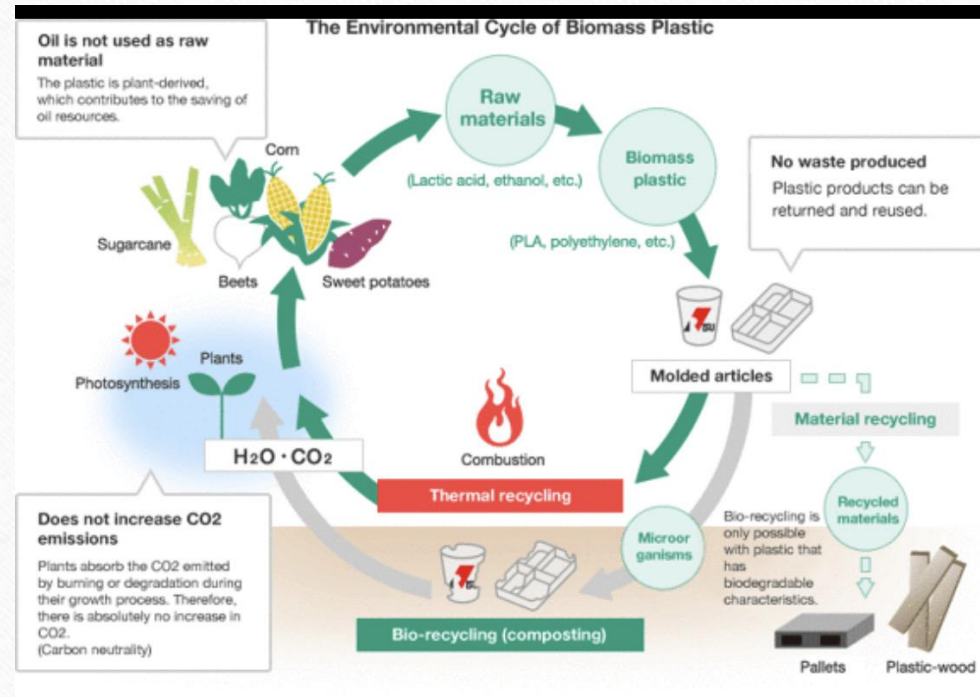 The Environmental Cycle of Biomass Plastic
Oil is not used as raw
material
The plastic is plant-derived,
which contributes to the saving of
oil resources.
Raw
materials
(Lactic acid, ethanol, etc.)
Biomass
plastic
(PLA, polyethylene, etc.)
No waste produced
Plastic products can be
returned and reused.
Corn
Sugarcane
Beets
Sweet potatoes
Photosynthesis
Plants
H2O・CO2
Molded articles
Combustion
Thermal recycling
Material recycling
Recycled
materials
Does not increase CO2
emissions
Plants absorb the CO2 emitted
by burning or degradation during
their growth process. Therefore,
there is absolutely no increase in
CO2.
(Carbon neutrality)
Microor
ganisms
Bio-recycling is
only possible
with plastic that
has
biodegradable
characteristics.
Bio-recycling (composting)
Pallets
Plastic-wood